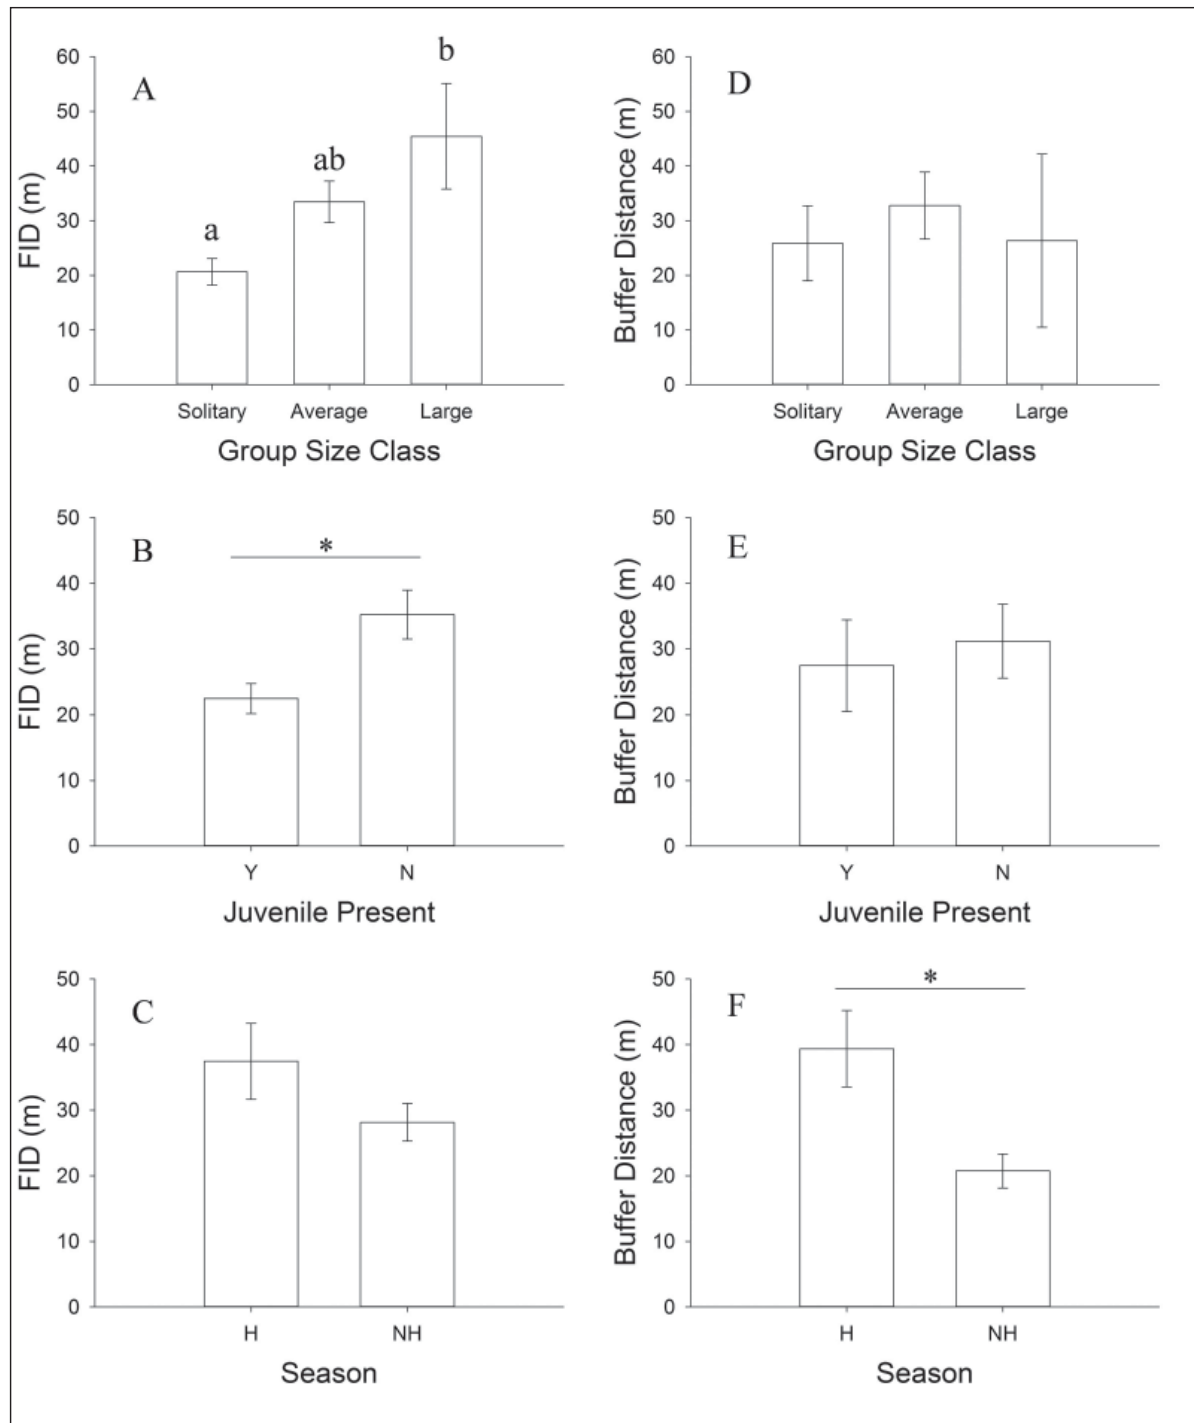 A
FID (m)
60
50
40
30
20
10
0
a
ab
b
Solitary
Average
Large
Group Size Class
D
Buffer Distance (m)
60
50
40
30
20
10
0
Solitary
Average
Large
Group Size Class
B
FID (m)
50
40
30
20
10
0
*
Y
N
Juvenile Present
E
Buffer Distance (m)
50
40
30
20
10
0
Y
N
Juvenile Present
C
FID (m)
50
40
30
20
10
0
H
NH
Season
F
Buffer Distance (m)
50
40
30
20
10
0
*
H
NH
Season